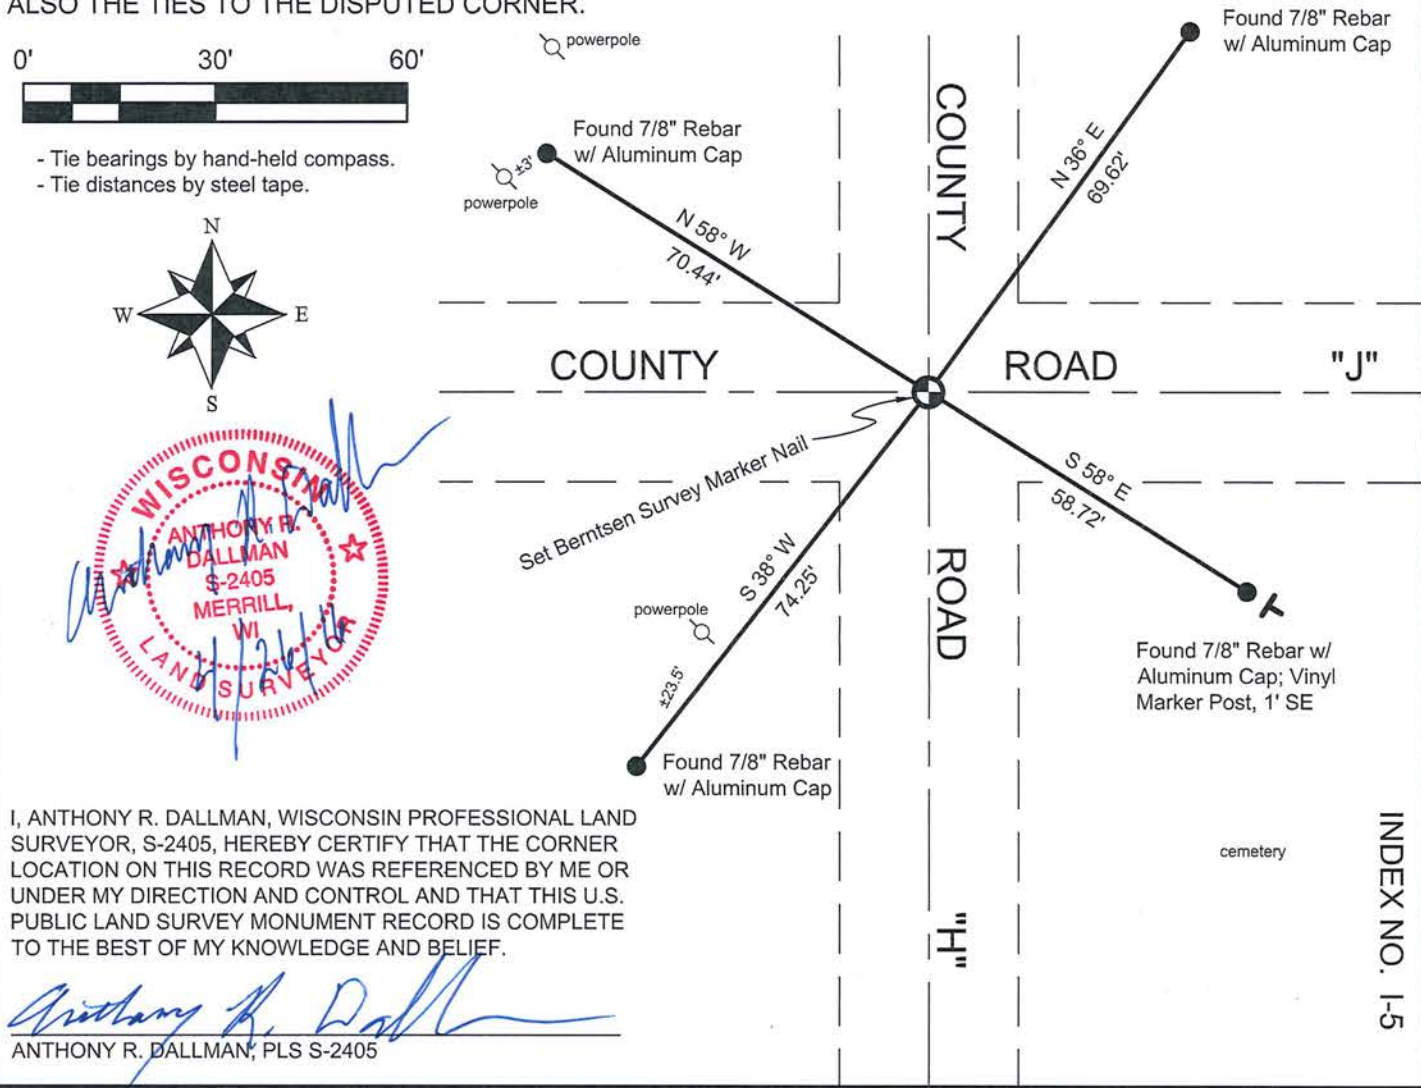 ALSO THE TIES TO THE DISPUTED CORNER.
0' 30' 60'
- Tie bearings by hand-held compass.
- Tie distances by steel tape.
N
W E
S
powerpole
Found 7/8" Rebar
w/ Aluminum Cap
±3'
powerpole
N 58° W
70.44'
Found 7/8" Rebar
w/ Aluminum Cap
N 36° E
69.62'
COUNTY
COUNTY ROAD "J"
Set Berntsen Survey Marker Nail
S 58° E
58.72'
S 38° W
74.25'
ROAD
powerpole
±23.5'
Found 7/8" Rebar w/
Aluminum Cap; Vinyl
Marker Post, 1' SE
Found 7/8" Rebar
w/ Aluminum Cap
"H"
cemetery
INDEX NO. I-5
WISCONSIN
ANTHONY R.
DALLMAN
S-2405
MERRILL,
WI
LAND SURVEYOR
Anthony R. Dallman
I, ANTHONY R. DALLMAN, WISCONSIN PROFESSIONAL LAND
SURVEYOR, S-2405, HEREBY CERTIFY THAT THE CORNER
LOCATION ON THIS RECORD WAS REFERENCED BY ME OR
UNDER MY DIRECTION AND CONTROL AND THAT THIS U.S.
PUBLIC LAND SURVEY MONUMENT RECORD IS COMPLETE
TO THE BEST OF MY KNOWLEDGE AND BELIEF.
Anthony R. Dallman
ANTHONY R. DALLMAN, PLS S-2405